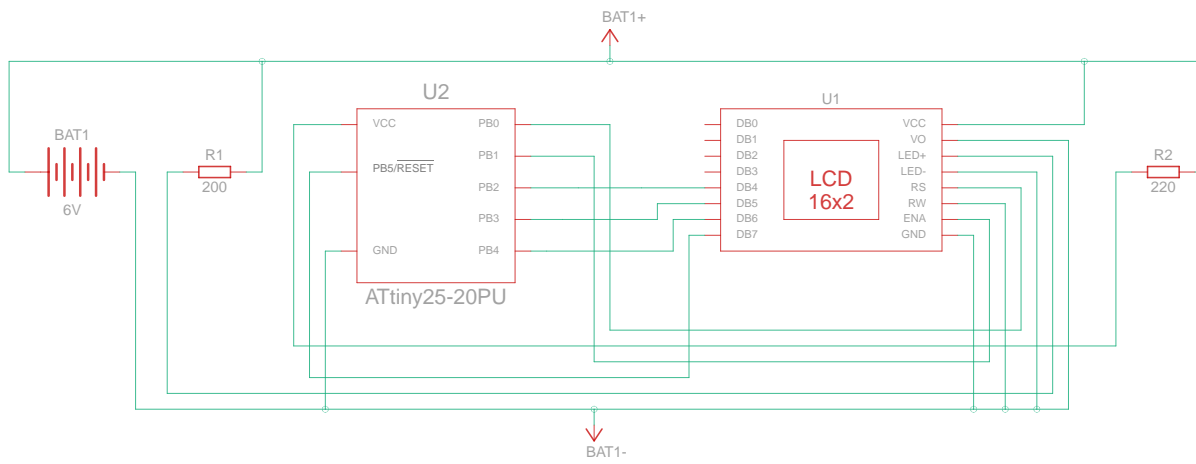 BAT1+
BAT1
6V
R1
200
U2
VCC
PB5/RESET
GND
PB0
PB1
PB2
PB3
PB4
ATtiny25-20PU
U1
DB0
DB1
DB2
DB3
DB4
DB5
DB6
DB7
LCD
16x2
VCC
VO
LED+
LED-
RS
RW
ENA
GND
R2
220
BAT1-